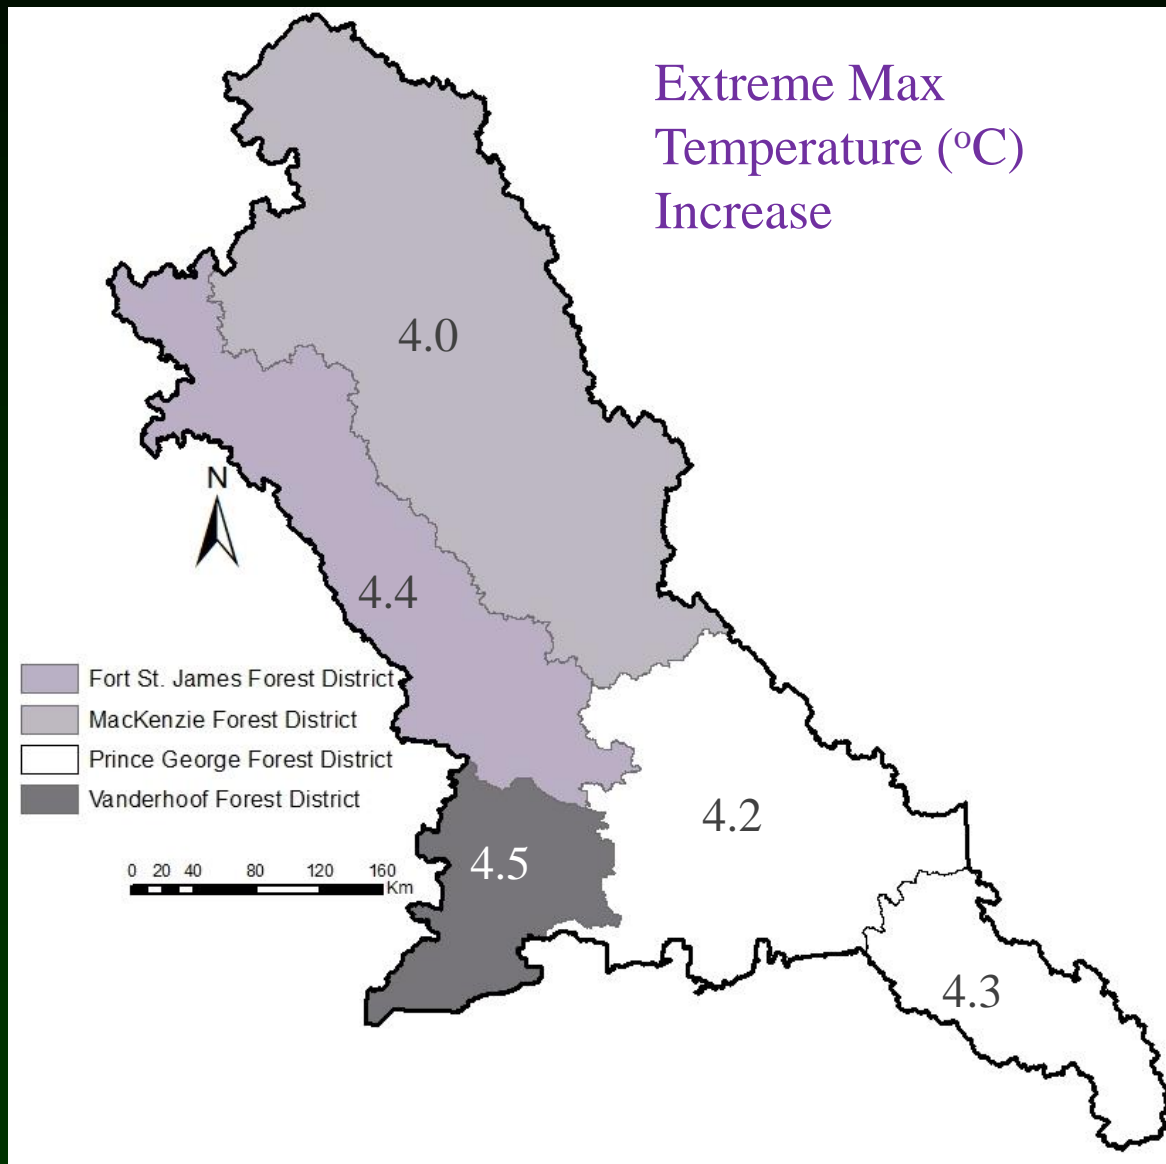 Extreme Max
Temperature (ºC)
Increase
4.0
N
4.4
Fort St. James Forest District
MacKenzie Forest District
Prince George Forest District
Vanderhoof Forest District
4.2
4.5
0 20 40 80 120 160
Km
4.3